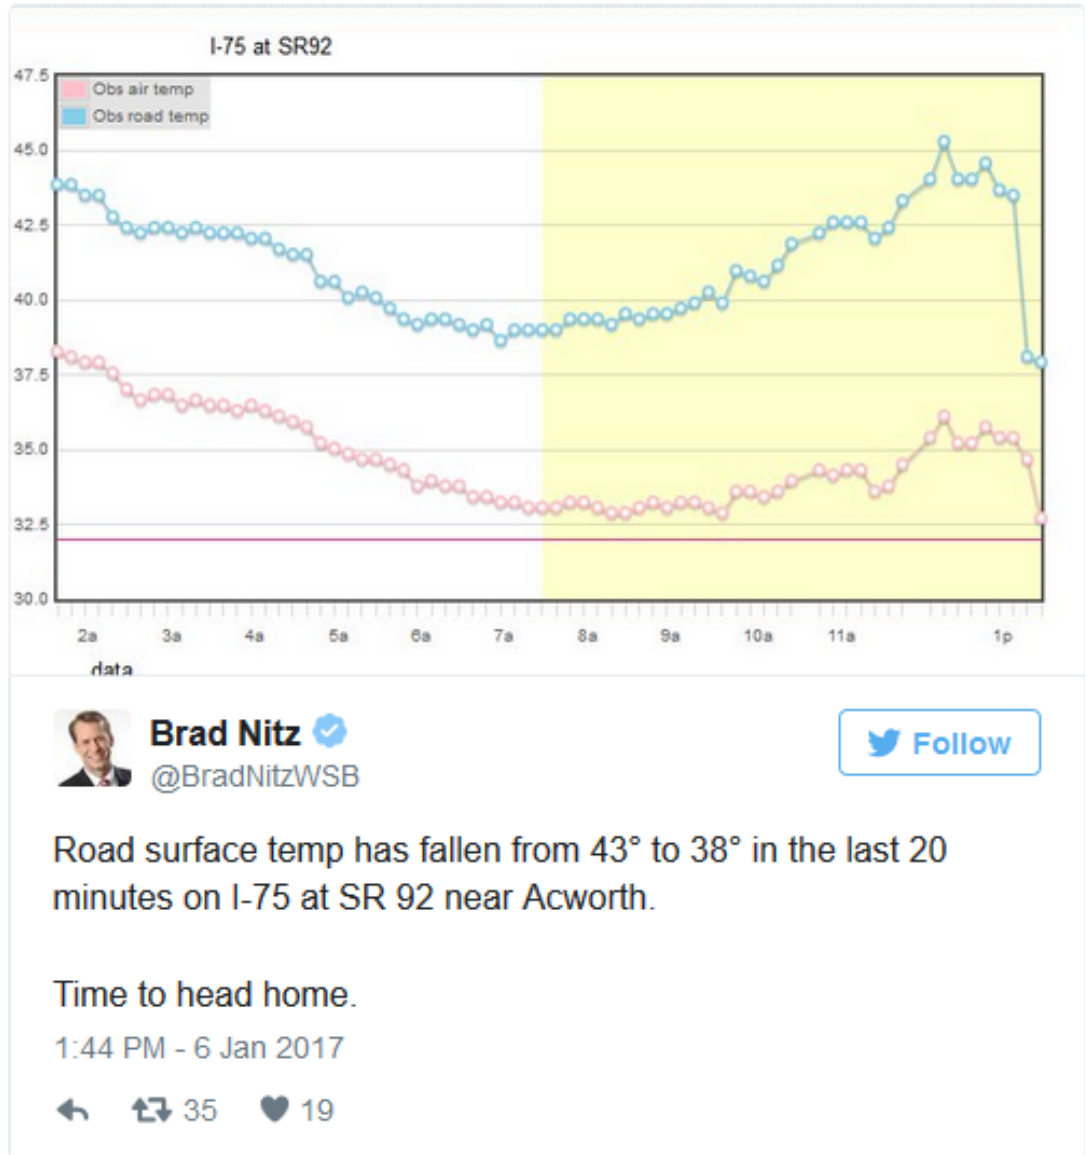 I-75 at SR92
47.5
Obs air temp
Obs road temp
45.0
42.5
40.0
37.5
35.0
32.5
30.0
2a 3a 4a 5a 6a 7a 8a 9a 10a 11a 1p
data
Brad Nitz
@BradNitzWSB
Follow
Road surface temp has fallen from 43° to 38° in the last 20
minutes on I-75 at SR 92 near Acworth.
Time to head home.
1:44 PM - 6 Jan 2017
35 19